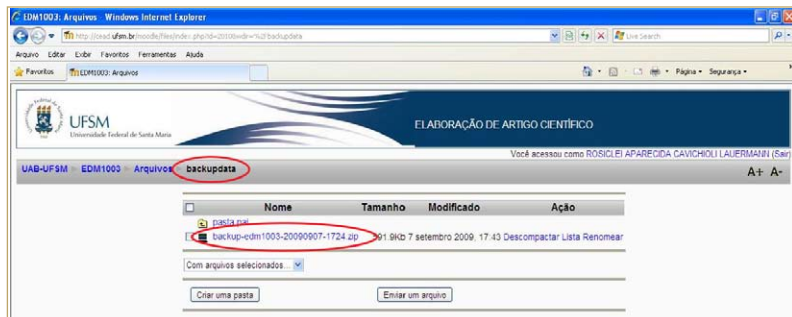 EDM1003: Arquivos - Windows Internet Explorer
http://cead.ufsm.br/moodle/files/index.php?id=2010&wdir=%2Fbackupdata
Live Search
Arquivo Editar Exibir Favoritos Ferramentas Ajuda
Favoritos EDM1003: Arquivos Página Segurança
UFSM
Universidade Federal de Santa Maria
ELABORAÇÃO DE ARTIGO CIENTÍFICO
Você acessou como ROSICLEI APARECIDA CAVICHIOLI LAUERMANN (Sair)
UAB-UFSM EDM1003 Arquivos backupdata A+ A-
Nome Tamanho Modificado Ação
pasta pai
backup-edm1003-20090907-1724.zip 591.9Kb 7 setembro 2009, 17:43 Descompactar Lista Renomear
Com arquivos selecionados...
Criar uma pasta Enviar um arquivo